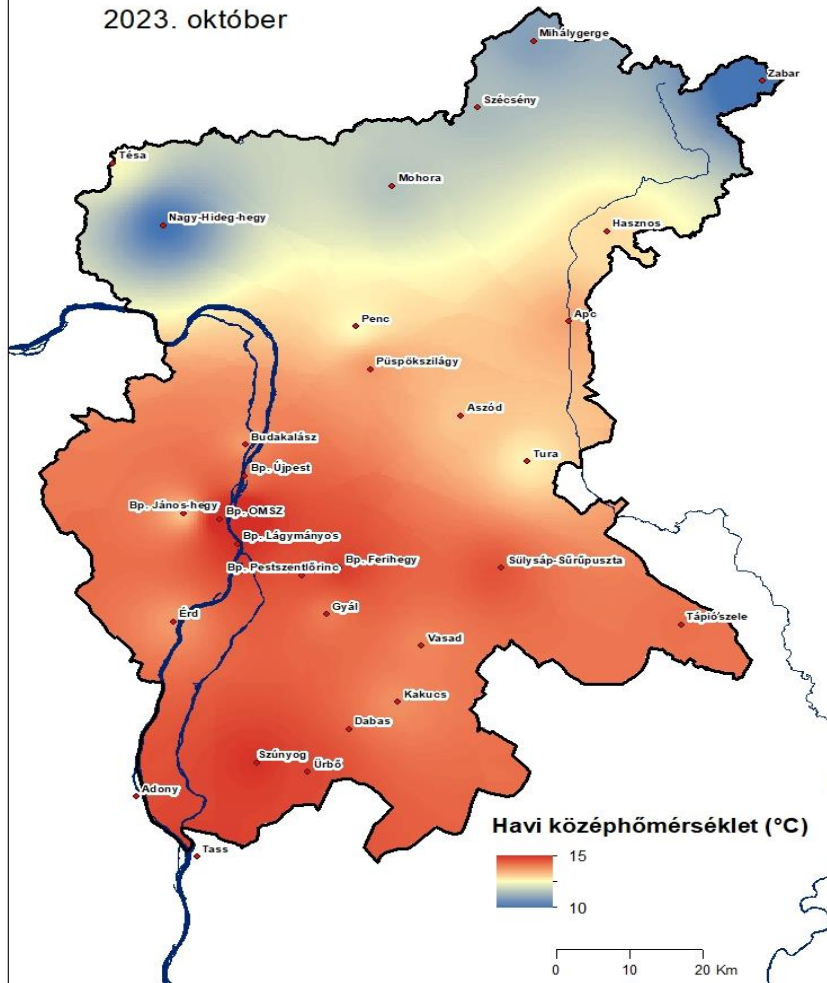 2023. október
Mihálygerge
Zabar
Szécsény
Tésa
Mohora
Nagy-Hideg-hegy
Hasznos
Apc
Penc
Püspökszilágy
Aszód
Budakalász
Tura
Bp. Újpest
Bp. János-hegy
Bp. OMSZ
Bp. Lágymányos
Bp. Ferihegy
Sülysáp-Sűrűpuszta
Bp. Pestszentlőrinc
Gyál
Érd
Tápiószele
Vasad
Kakucs
Dabas
Szúnyog
Ürbő
Adony
Tass
Havi középhőmérséklet (°C)
15
10
0 10 20 Km